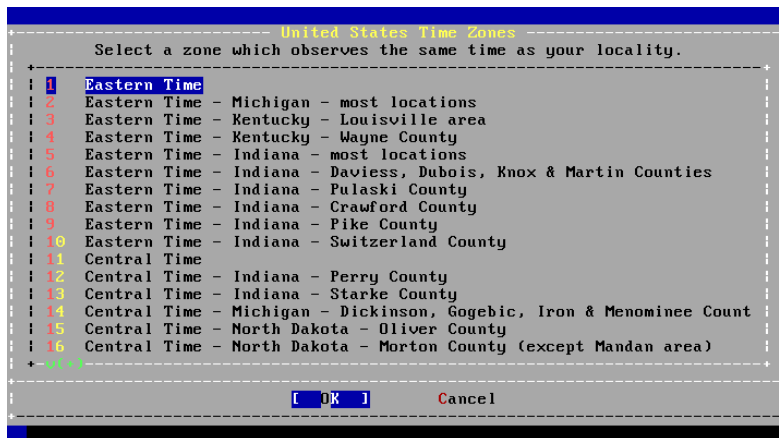 United States Time Zones
Select a zone which observes the same time as your locality.
1 Eastern Time
2 Eastern Time - Michigan - most locations
3 Eastern Time - Kentucky - Louisville area
4 Eastern Time - Kentucky - Wayne County
5 Eastern Time - Indiana - most locations
6 Eastern Time - Indiana - Daviess, Dubois, Knox & Martin Counties
7 Eastern Time - Indiana - Pulaski County
8 Eastern Time - Indiana - Crawford County
9 Eastern Time - Indiana - Pike County
10 Eastern Time - Indiana - Switzerland County
11 Central Time
12 Central Time - Indiana - Perry County
13 Central Time - Indiana - Starke County
14 Central Time - Michigan - Dickinson, Gogebic, Iron & Menominee Count
15 Central Time - North Dakota - Oliver County
16 Central Time - North Dakota - Morton County (except Mandan area)
v(+)
[ OK ] Cancel